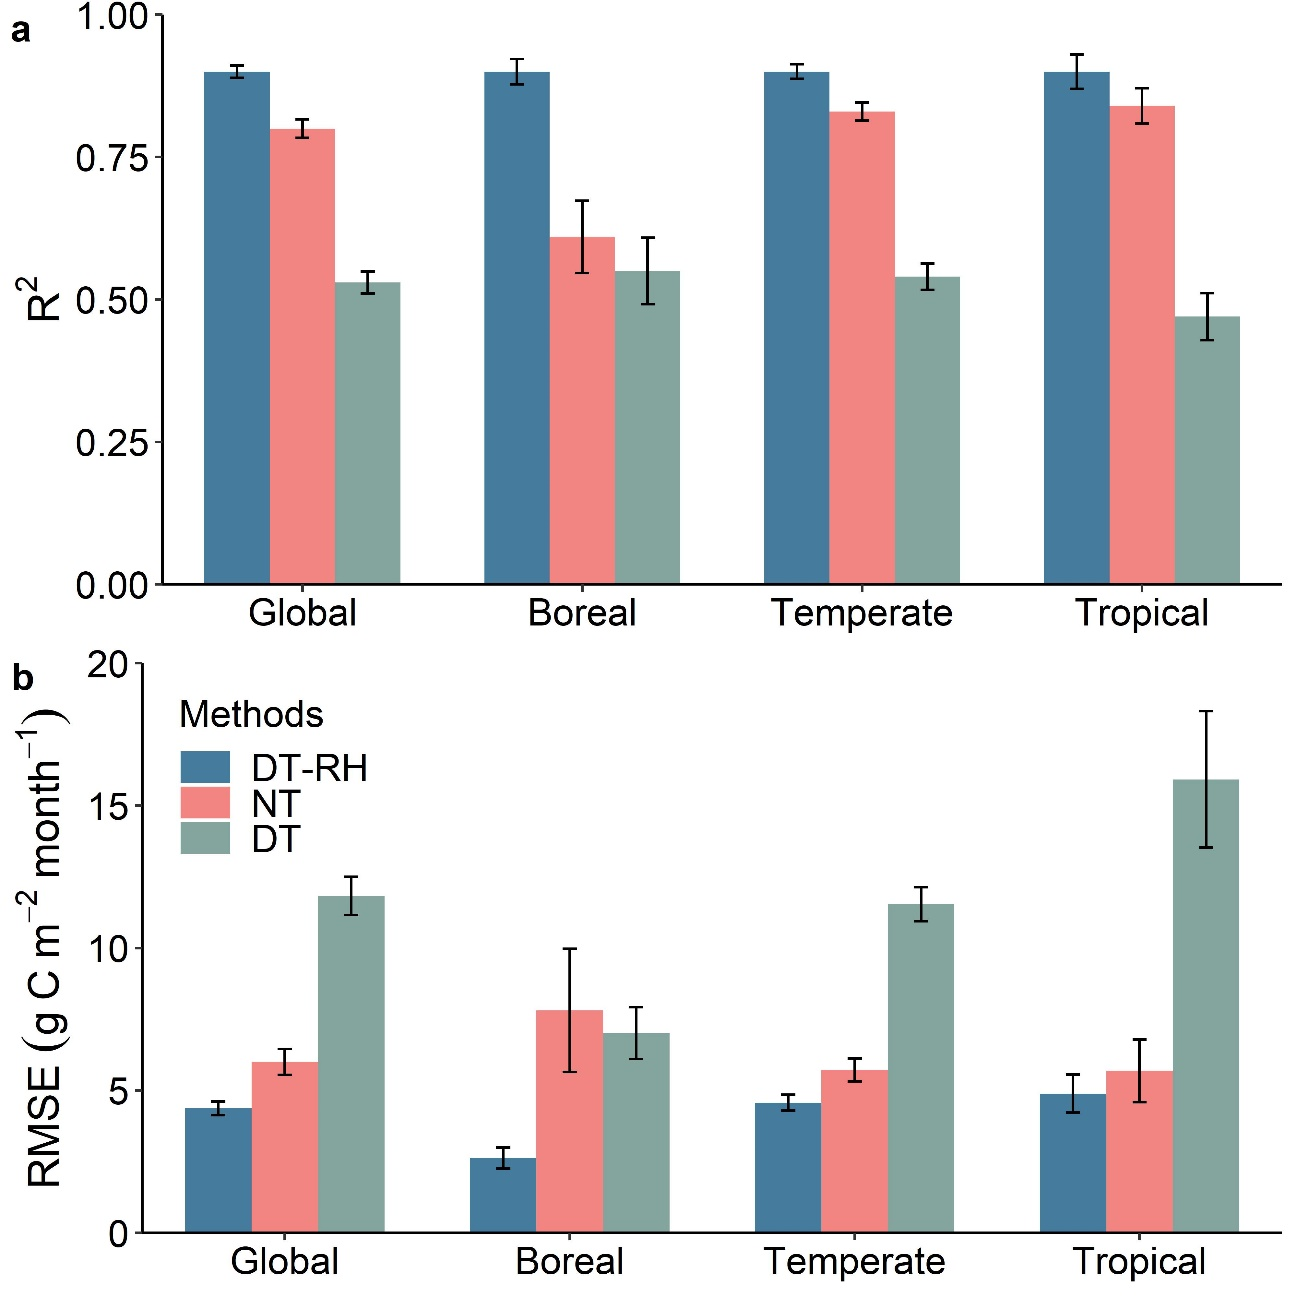 a
1.00
0.75
0.50
0.25
0.00
R²
Global Boreal Temperate Tropical
b
20
15
10
5
0
RMSE (g C m⁻² month⁻¹)
Methods
DT-RH
NT
DT
Global Boreal Temperate Tropical